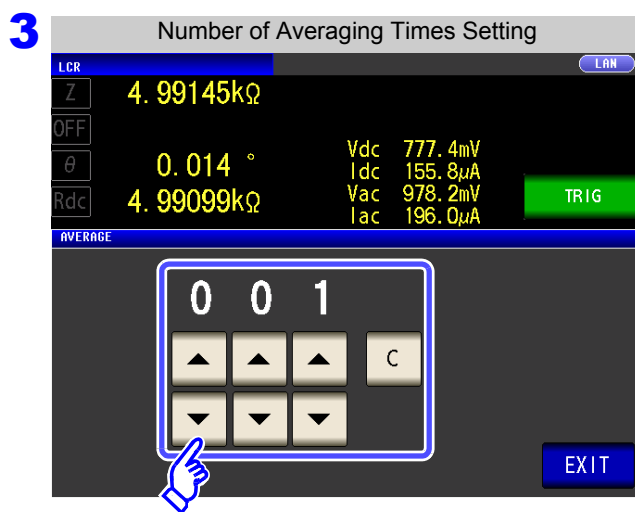 3 Number of Averaging Times Setting
LCR LAN
Z 4.99145kΩ
OFF
θ 0.014 °
Rdc 4.99099kΩ
Vdc 777.4mV
Idc 155.8μA
Vac 978.2mV
Iac 196.0μA
TRIG
AVERAGE
0 0 1
C
EXIT